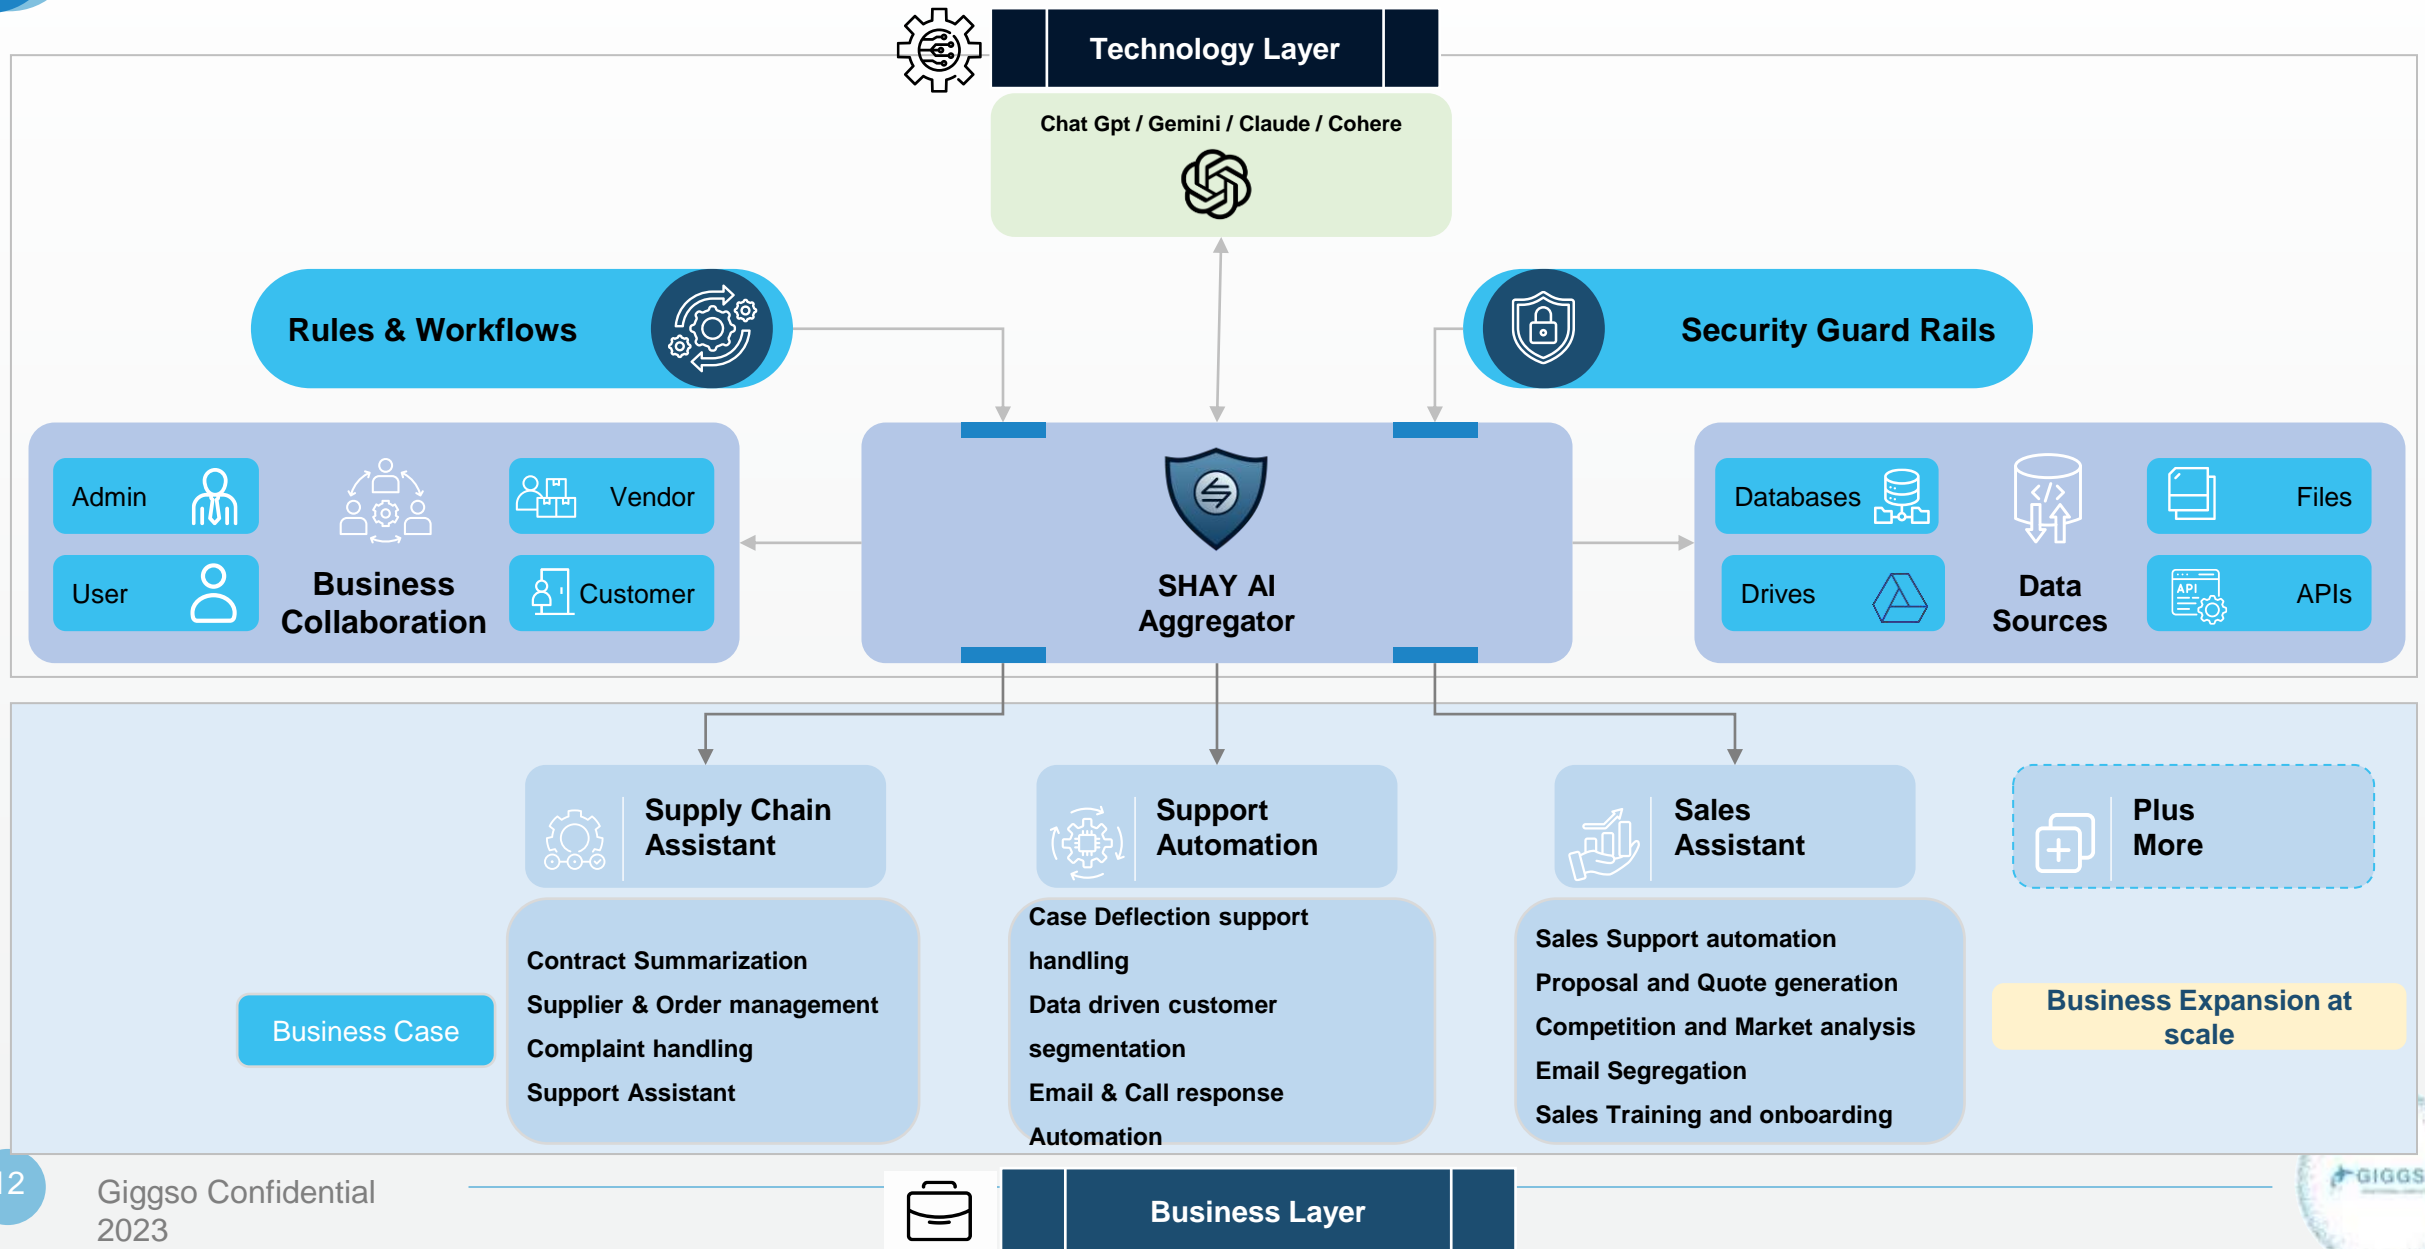 Technology Layer
Chat Gpt / Gemini / Claude / Cohere
Rules & Workflows
Security Guard Rails
Admin
User
Business
Collaboration
Vendor
Customer
SHAY AI
Aggregator
Databases
Drives
Data
Sources
Files
API
APIs
Supply Chain
Assistant
Support
Automation
Sales
Assistant
Plus
More
Business Case
Contract Summarization
Supplier & Order management
Complaint handling
Support Assistant
Case Deflection support
handling
Data driven customer
segmentation
Email & Call response
Automation
Sales Support automation
Proposal and Quote generation
Competition and Market analysis
Email Segregation
Sales Training and onboarding
Business Expansion at
scale
12
Giggso Confidential
2023
Business Layer
GIGGS